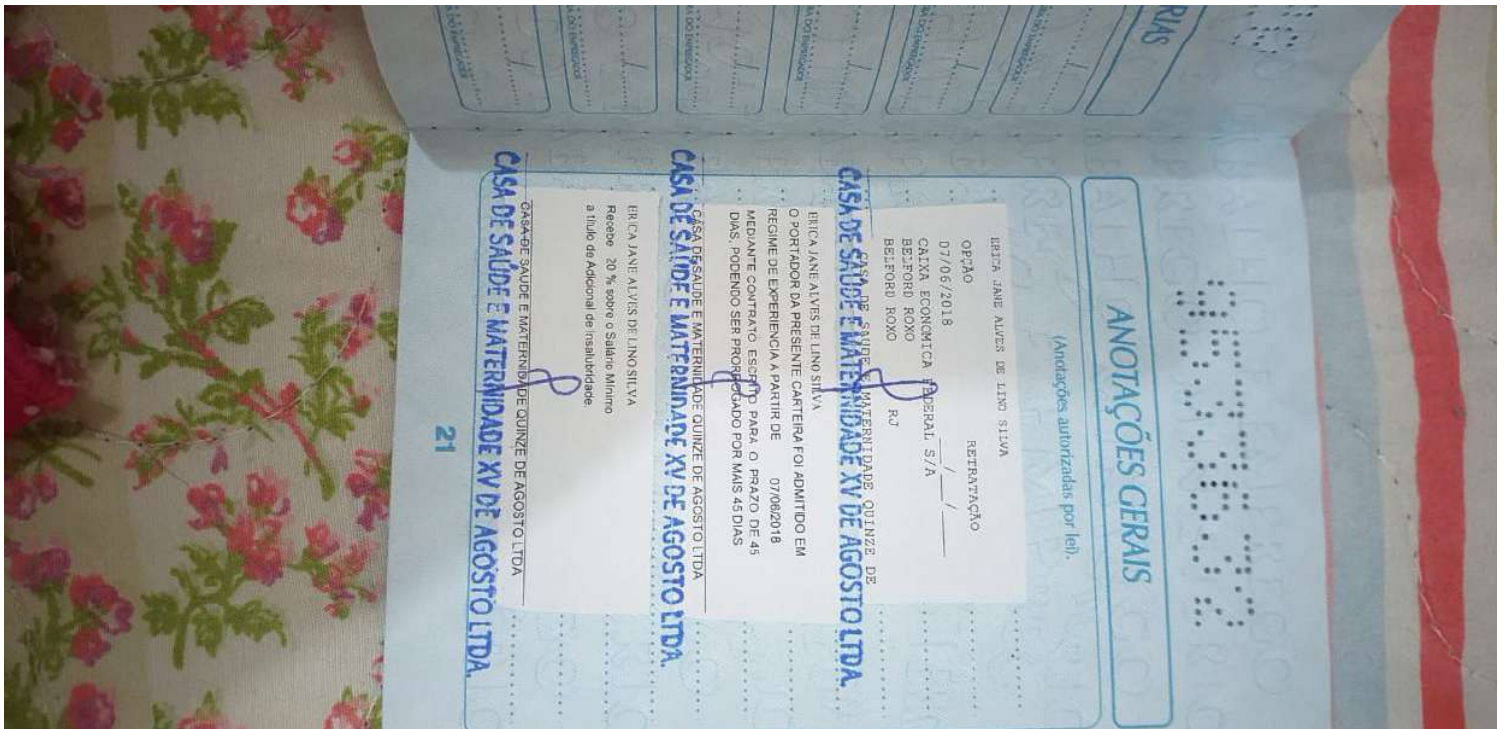 ANOTAÇÕES GERAIS
(Anotações autorizadas por lei).
ERICA JANE ALVES DE LINO SILVA
OPCÃO RETRATAÇÃO
07/06/2018 __/__/____
CAIXA ECONOMICA FEDERAL S/A
BELFORD ROXO
BELFORD ROXO RJ
CASA DE SAUDE E MATERNIDADE QUINZE DE
CASA DE SAÚDE E MATERNIDADE XV DE AGOSTO LTDA.
ERICA JANE ALVES DE LINO SILVA
O PORTADOR DA PRESENTE CARTEIRA FOI ADMITIDO EM
REGIME DE EXPERIENCIA A PARTIR DE 07/06/2018
MEDIANTE CONTRATO ESCRITO PARA O PRAZO DE 45
DIAS, PODENDO SER PRORROGADO POR MAIS 45 DIAS
CASA DE SAUDE E MATERNIDADE QUINZE DE AGOSTO LTDA
CASA DE SAÚDE E MATERNIDADE XV DE AGOSTO LTDA.
ERICA JANE ALVES DE LINO SILVA
Recebe 20 % sobre o Salário Mínimo
a título de Adicional de Insalubridade.
CASA DE SAUDE E MATERNIDADE QUINZE DE AGOSTO LTDA
CASA DE SAÚDE E MATERNIDADE XV DE AGOSTO LTDA.
21